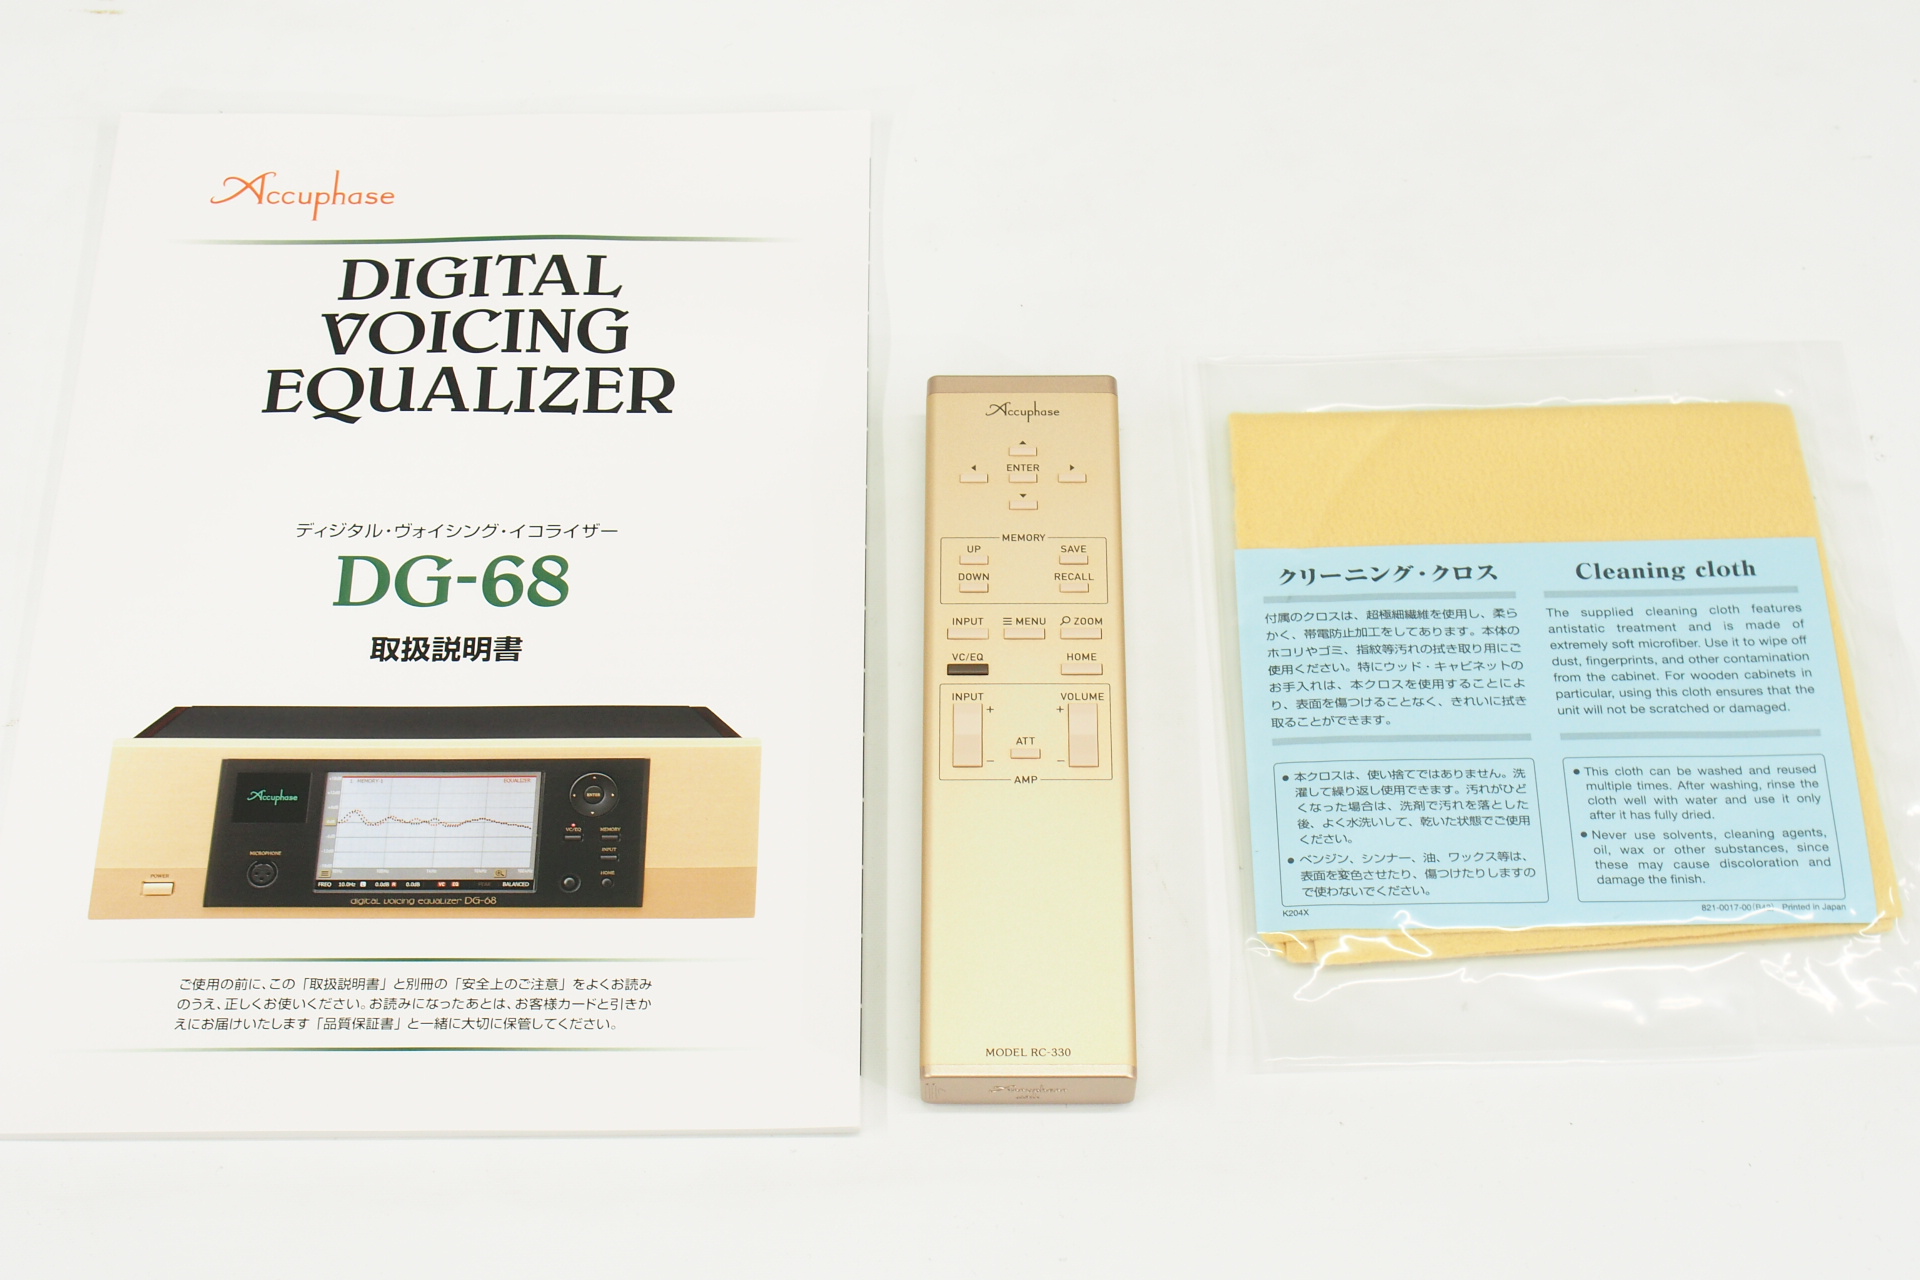 Accuphase
DIGITAL
VOICING
EQUALIZER
ディジタル・ヴォイシング・イコライザー
DG-68
取扱説明書
Accuphase
1 : MEMORY 1
EQUALIZER
ENTER
VC/EQ
MEMORY
INPUT
HOME
MICROPHONE
POWER
FREQ 10.0Hz L 0.0dB R 0.0dB VC EQ PEAK BALANCED
digital voicing equalizer DG-68
ご使用の前に、この「取扱説明書」と別冊の「安全上のご注意」をよくお読み
のうえ、正しくお使いください。お読みになったあとは、お客様カードと引きか
えにお届けいたします「品質保証書」と一緒に大切に保管してください。
Accuphase
ENTER
MEMORY
UP SAVE
DOWN RECALL
INPUT MENU ZOOM
VC/EQ HOME
INPUT VOLUME
+ +
ATT
- -
AMP
MODEL RC-330
Accuphase
クリーニング・クロス
付属のクロスは、超極細繊維を使用し、柔ら
かく、帯電防止加工をしてあります。本体の
ホコリやゴミ、指紋等汚れの拭き取り用にご
使用ください。特にウッド・キャビネットの
お手入れは、本クロスを使用することによ
り、表面を傷つけることなく、きれいに拭き
取ることができます。
● 本クロスは、使い捨てではありません。洗
濯して繰り返し使用できます。汚れがひど
くなった場合は、洗剤で汚れを落とした
後、よく水洗いして、乾いた状態でご使用
ください。
● ベンジン、シンナー、油、ワックス等は、
表面を変色させたり、傷つけたりしますの
で使わないでください。
K204X
Cleaning cloth
The supplied cleaning cloth features
antistatic treatment and is made of
extremely soft microfiber. Use it to wipe off
dust, fingerprints, and other contamination
from the cabinet. For wooden cabinets in
particular, using this cloth ensures that the
unit will not be scratched or damaged.
● This cloth can be washed and reused
multiple times. After washing, rinse the
cloth well with water and use it only
after it has fully dried.
● Never use solvents, cleaning agents,
oil, wax or other substances, since
these may cause discoloration and
damage the finish.
821-0017-00 Printed in Japan